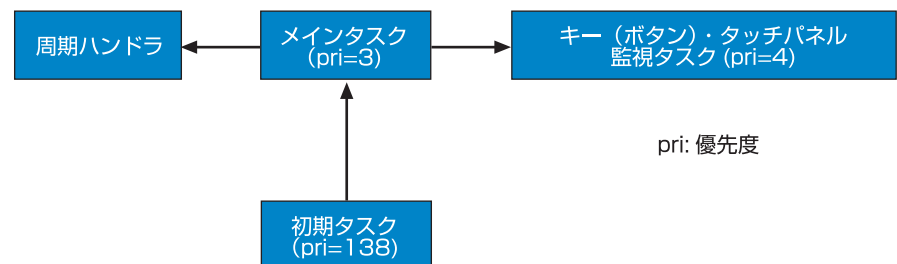 周期ハンドラ
メインタスク
(pri=3)
キー（ボタン）・タッチパネル
監視タスク(pri=4)
pri: 優先度
初期タスク
(pri=138)